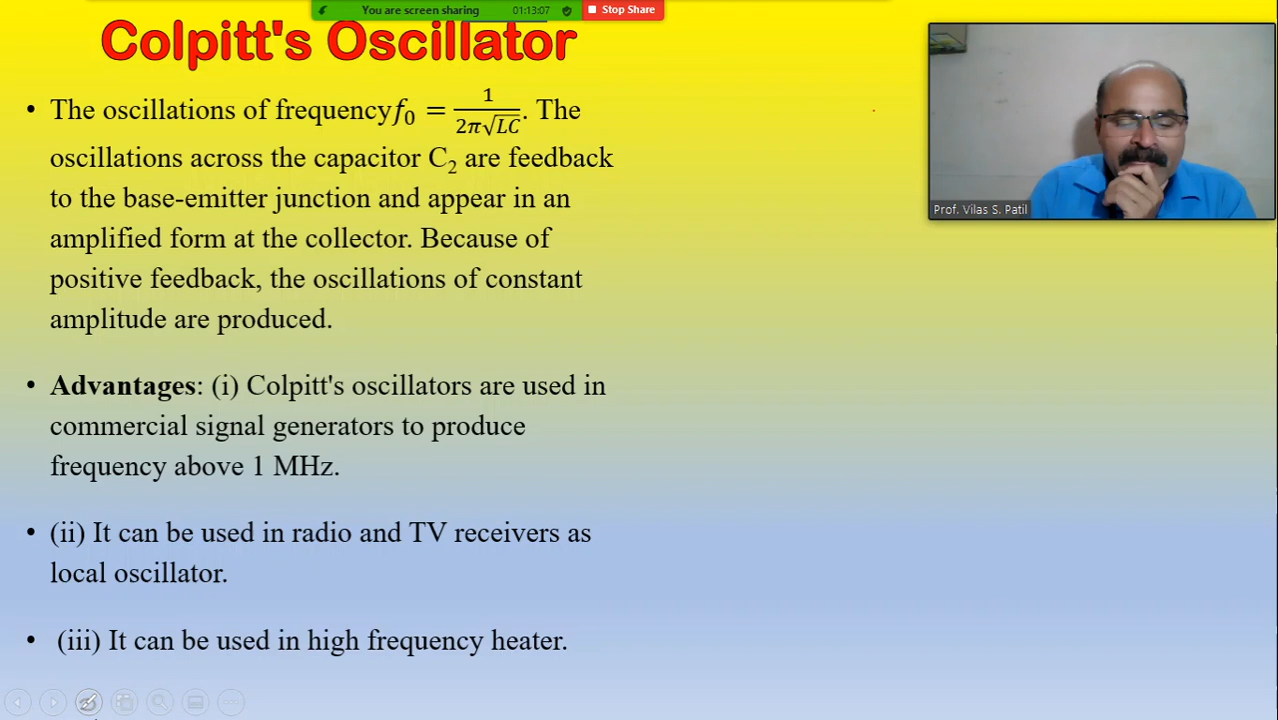 You are screen sharing 01:13:07 Stop Share
Colpitt's Oscillator
• The oscillations of frequency f₀ = 1/(2π√LC). The
oscillations across the capacitor C₂ are feedback
to the base-emitter junction and appear in an
amplified form at the collector. Because of
positive feedback, the oscillations of constant
amplitude are produced.
• Advantages: (i) Colpitt's oscillators are used in
commercial signal generators to produce
frequency above 1 MHz.
• (ii) It can be used in radio and TV receivers as
local oscillator.
• (iii) It can be used in high frequency heater.
Prof. Vilas S. Patil